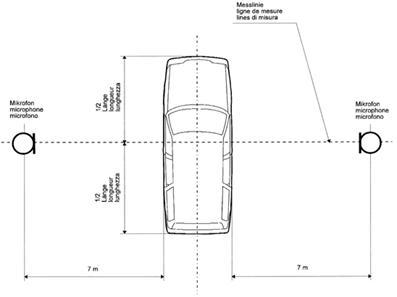 Messlinie
ligne de mesure
lines di misura
Mikrofon
microphone
microfono
1/2
Länge
longueur
lunghezza
Mikrofon
microphone
microfono
1/2
Länge
longueur
lunghezza
7 m
7 m